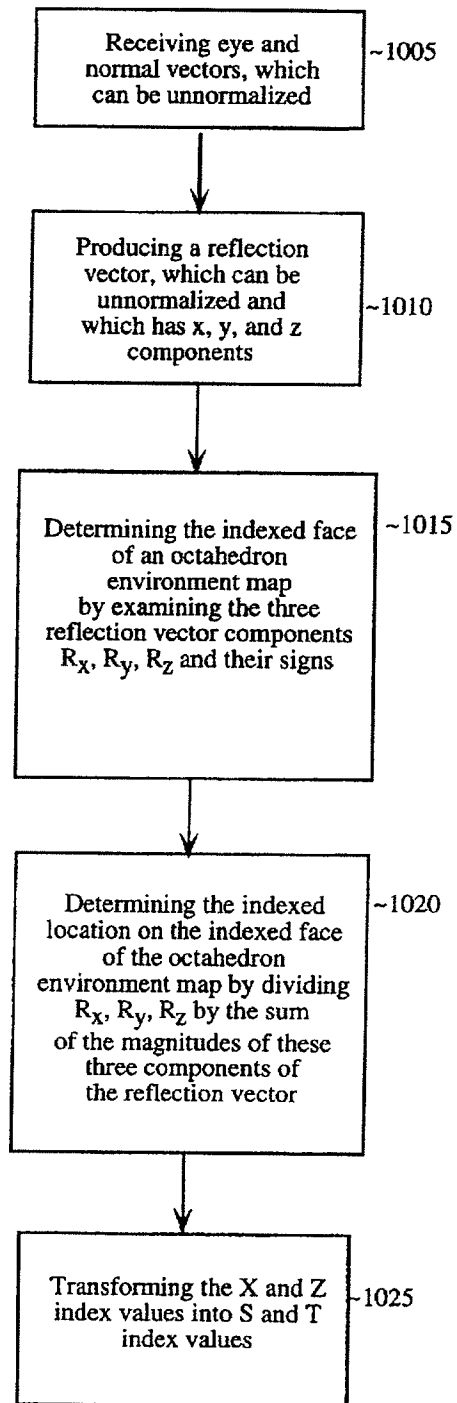 Receiving eye and
normal vectors, which
can be unnormalized
~1005
Producing a reflection
vector, which can be
unnormalized and
which has x, y, and z
components
~1010
Determining the indexed face
of an octahedron
environment map
by examining the three
reflection vector components
Rx, Ry, Rz and their signs
~1015
Determining the indexed
location on the indexed face
of the octahedron
environment map by dividing
Rx, Ry, Rz by the sum
of the magnitudes of these
three components of
the reflection vector
~1020
Transforming the X and Z
index values into S and T
index values
~1025